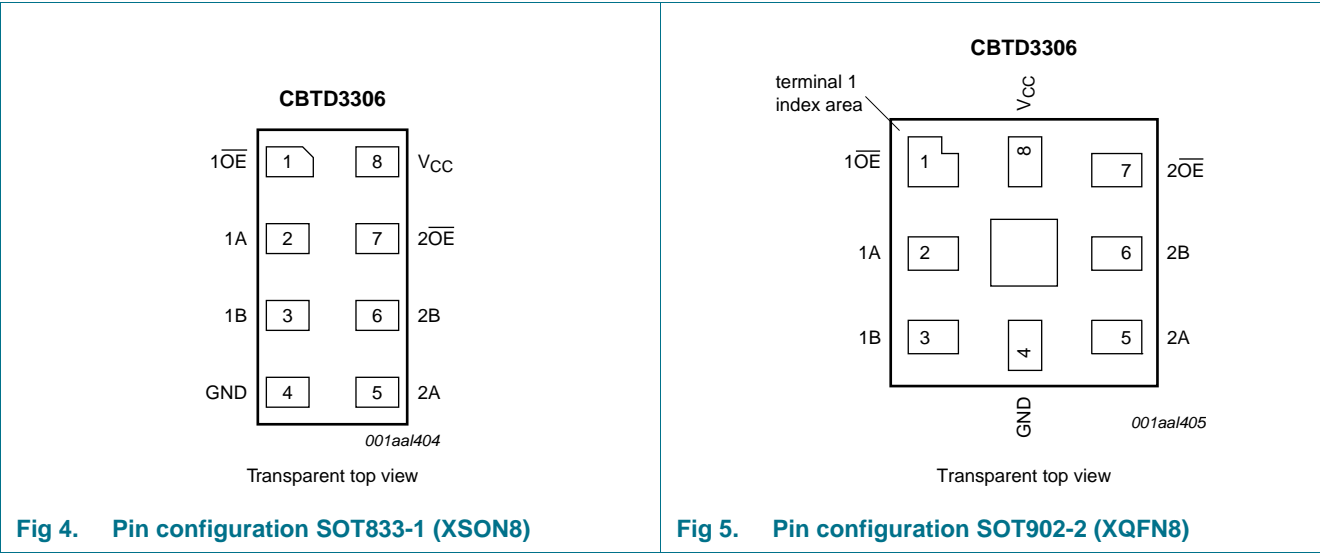 CBTD3306
1OE
1
8
VCC
1A
2
7
2OE
1B
3
6
2B
GND
4
5
2A
001aal404
Transparent top view
Fig 4. Pin configuration SOT833-1 (XSON8)
CBTD3306
terminal 1
index area
VCC
1OE
1
8
7
2OE
1A
2
6
2B
1B
3
4
5
2A
GND
001aal405
Transparent top view
Fig 5. Pin configuration SOT902-2 (XQFN8)